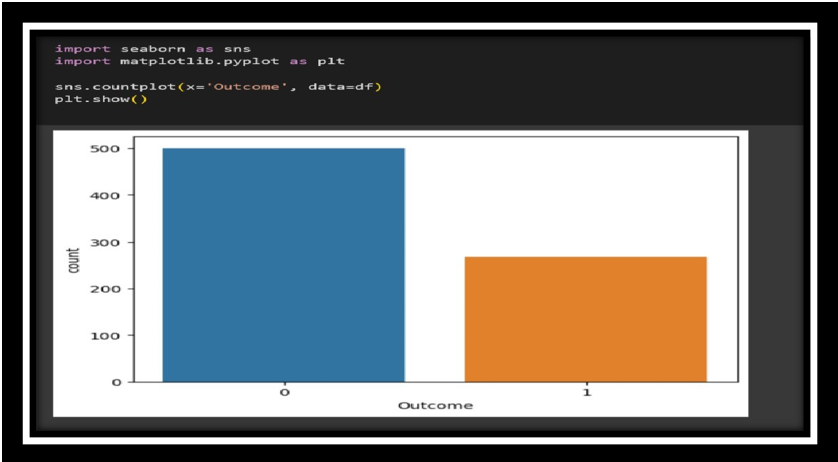 import seaborn as sns
import matplotlib.pyplot as plt
sns.countplot(x='Outcome', data=df)
plt.show()
500
400
300
200
100
0
count
0 1
Outcome